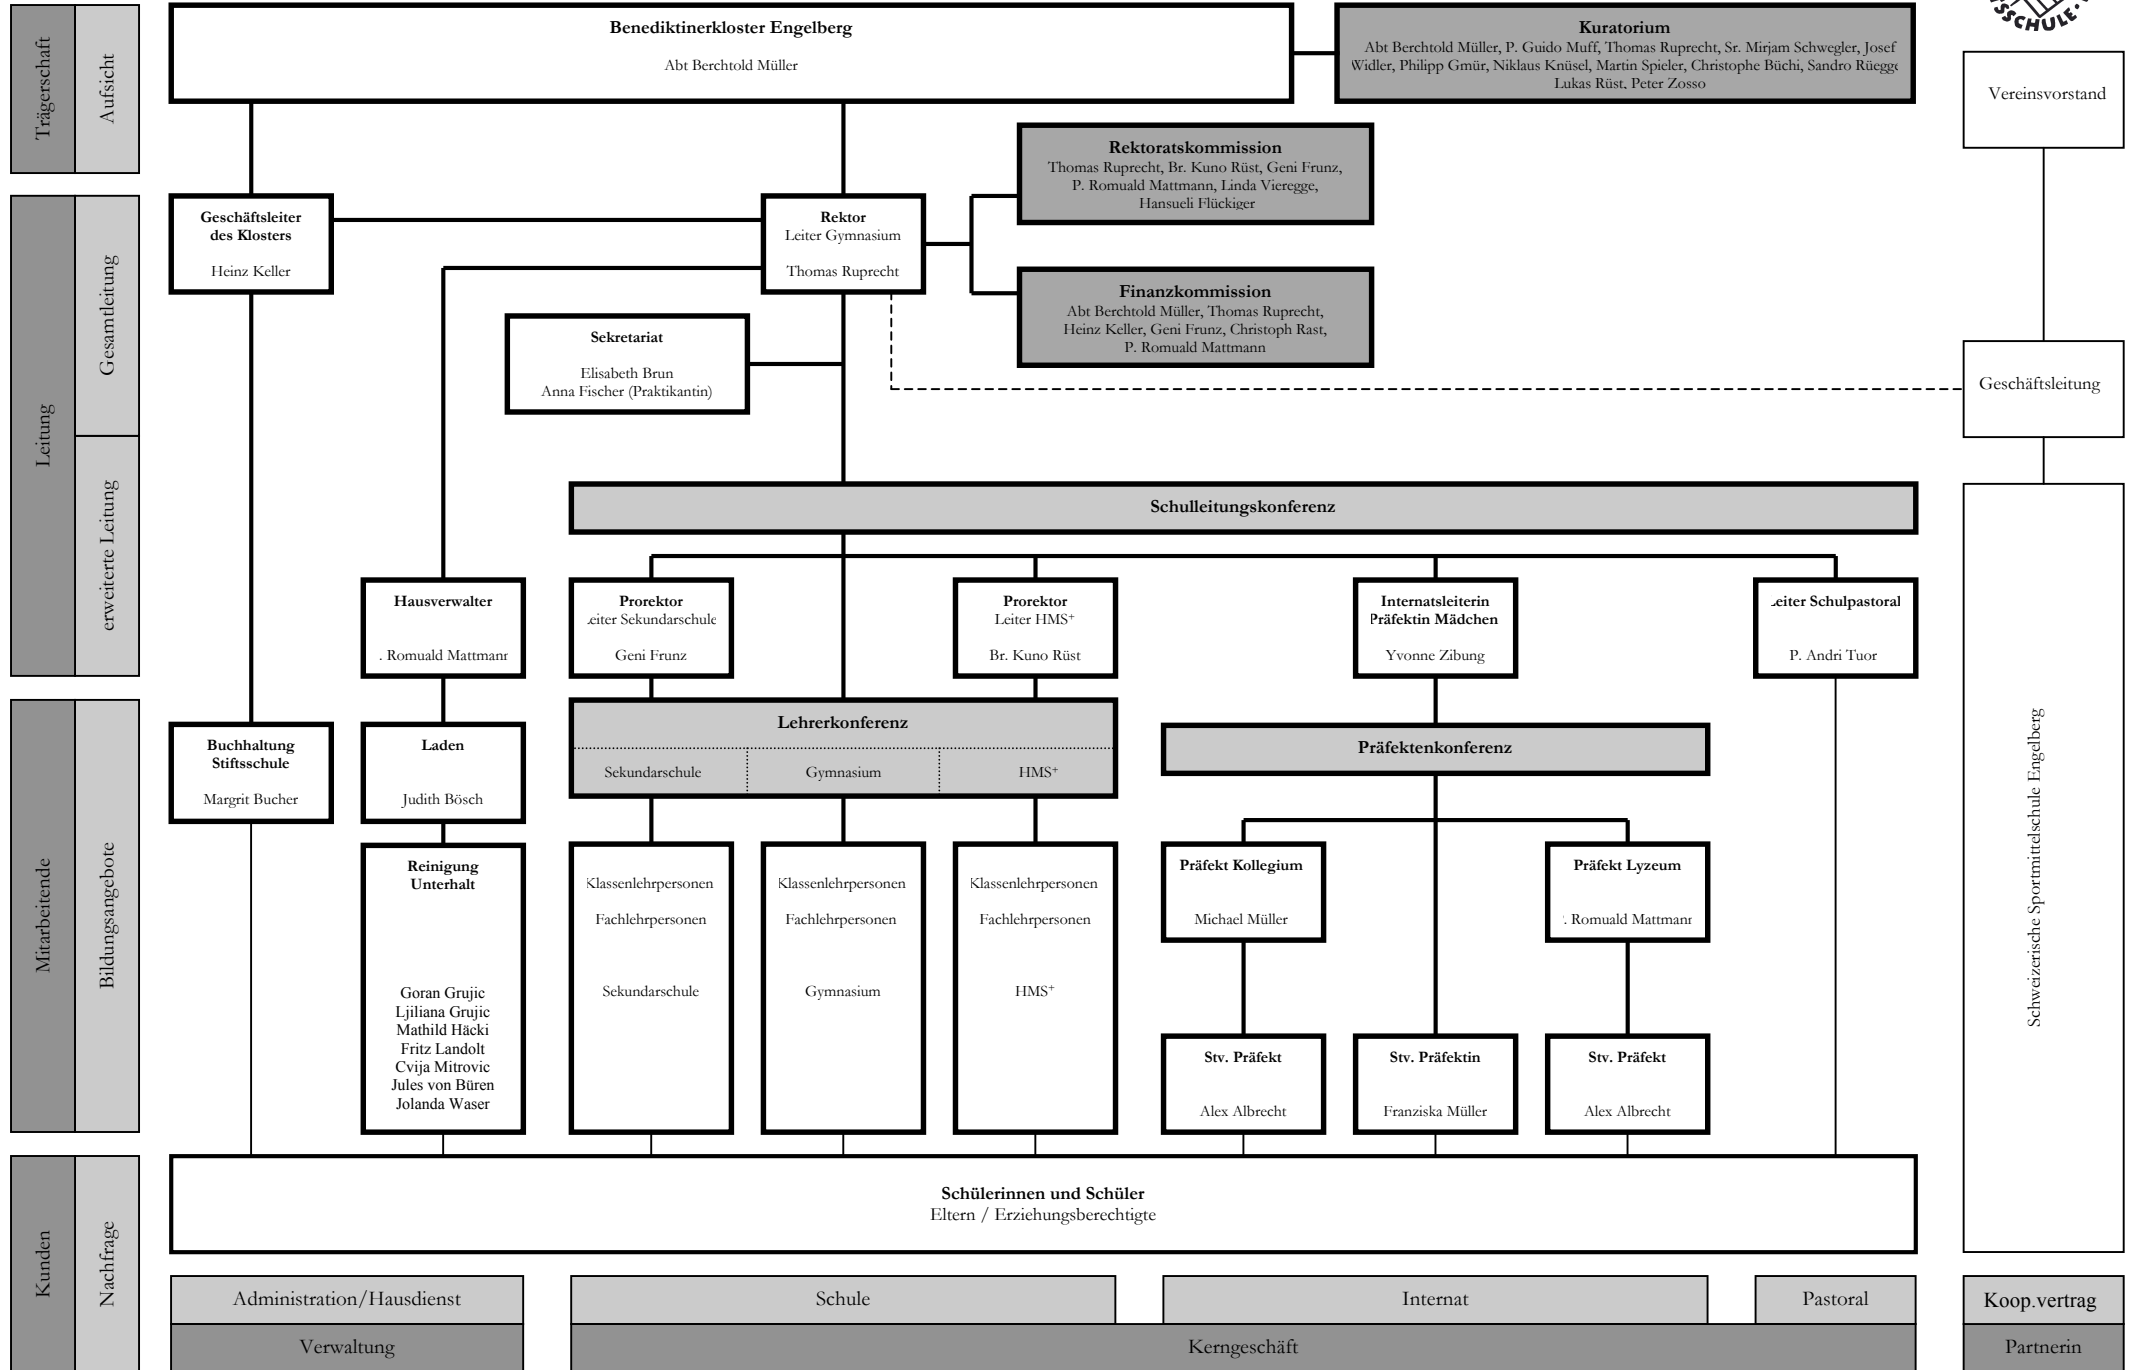 Benediktinerkloster Engelberg
Abt Berchtold Müller
Kuratorium
Abt Berchtold Müller, P. Guido Muff, Thomas Ruprecht, Sr. Mirjam Schwegler, Josef
Widler, Philipp Gmür, Niklaus Knüsel, Martin Spieler, Christophe Büchi, Sandro Rüegge
Lukas Rüst, Peter Zosso
TSSCHULE
Trägerschaft
Aufsicht
Vereinsvorstand
Rektoratskommission
Thomas Ruprecht, Br. Kuno Rüst, Geni Frunz,
P. Romuald Mattmann, Linda Vieregge,
Hansueli Flückiger
Leitung
Gesamtleitung
Geschäftsleiter
des Klosters
Heinz Keller
Rektor
Leiter Gymnasium
Thomas Ruprecht
Finanzkommission
Abt Berchtold Müller, Thomas Ruprecht,
Heinz Keller, Geni Frunz, Christoph Rast,
P. Romuald Mattmann
Sekretariat
Elisabeth Brun
Anna Fischer (Praktikantin)
Geschäftsleitung
erweiterte Leitung
Schulleitungskonferenz
Hausverwalter
. Romuald Mattmann
Prorektor
eiter Sekundarschule
Geni Frunz
Prorektor
Leiter HMS⁺
Br. Kuno Rüst
Internatsleiterin
Präfektin Mädchen
Yvonne Zibung
eiter Schulpastoral
P. Andri Tuor
Schweizerische Sportmittelschule Engelberg
Mitarbeitende
Bildungsangebote
Buchhaltung
Stiftsschule
Margrit Bucher
Laden
Judith Bösch
Lehrerkonferenz
Sekundarschule
Gymnasium
HMS⁺
Präfektenkonferenz
Reinigung
Unterhalt
Goran Grujic
Ljiliana Grujic
Mathild Häcki
Fritz Landolt
Cvija Mitrovic
Jules von Büren
Jolanda Waser
Klassenlehrpersonen
Fachlehrpersonen
Sekundarschule
Klassenlehrpersonen
Fachlehrpersonen
Gymnasium
Klassenlehrpersonen
Fachlehrpersonen
HMS⁺
Präfekt Kollegium
Michael Müller
Präfekt Lyzeum
. Romuald Mattmann
Stv. Präfekt
Alex Albrecht
Stv. Präfektin
Franziska Müller
Stv. Präfekt
Alex Albrecht
Kunden
Nachfrage
Schülerinnen und Schüler
Eltern / Erziehungsberechtigte
Administration/Hausdienst
Schule
Internat
Pastoral
Koop.vertrag
Verwaltung
Kerngeschäft
Partnerin